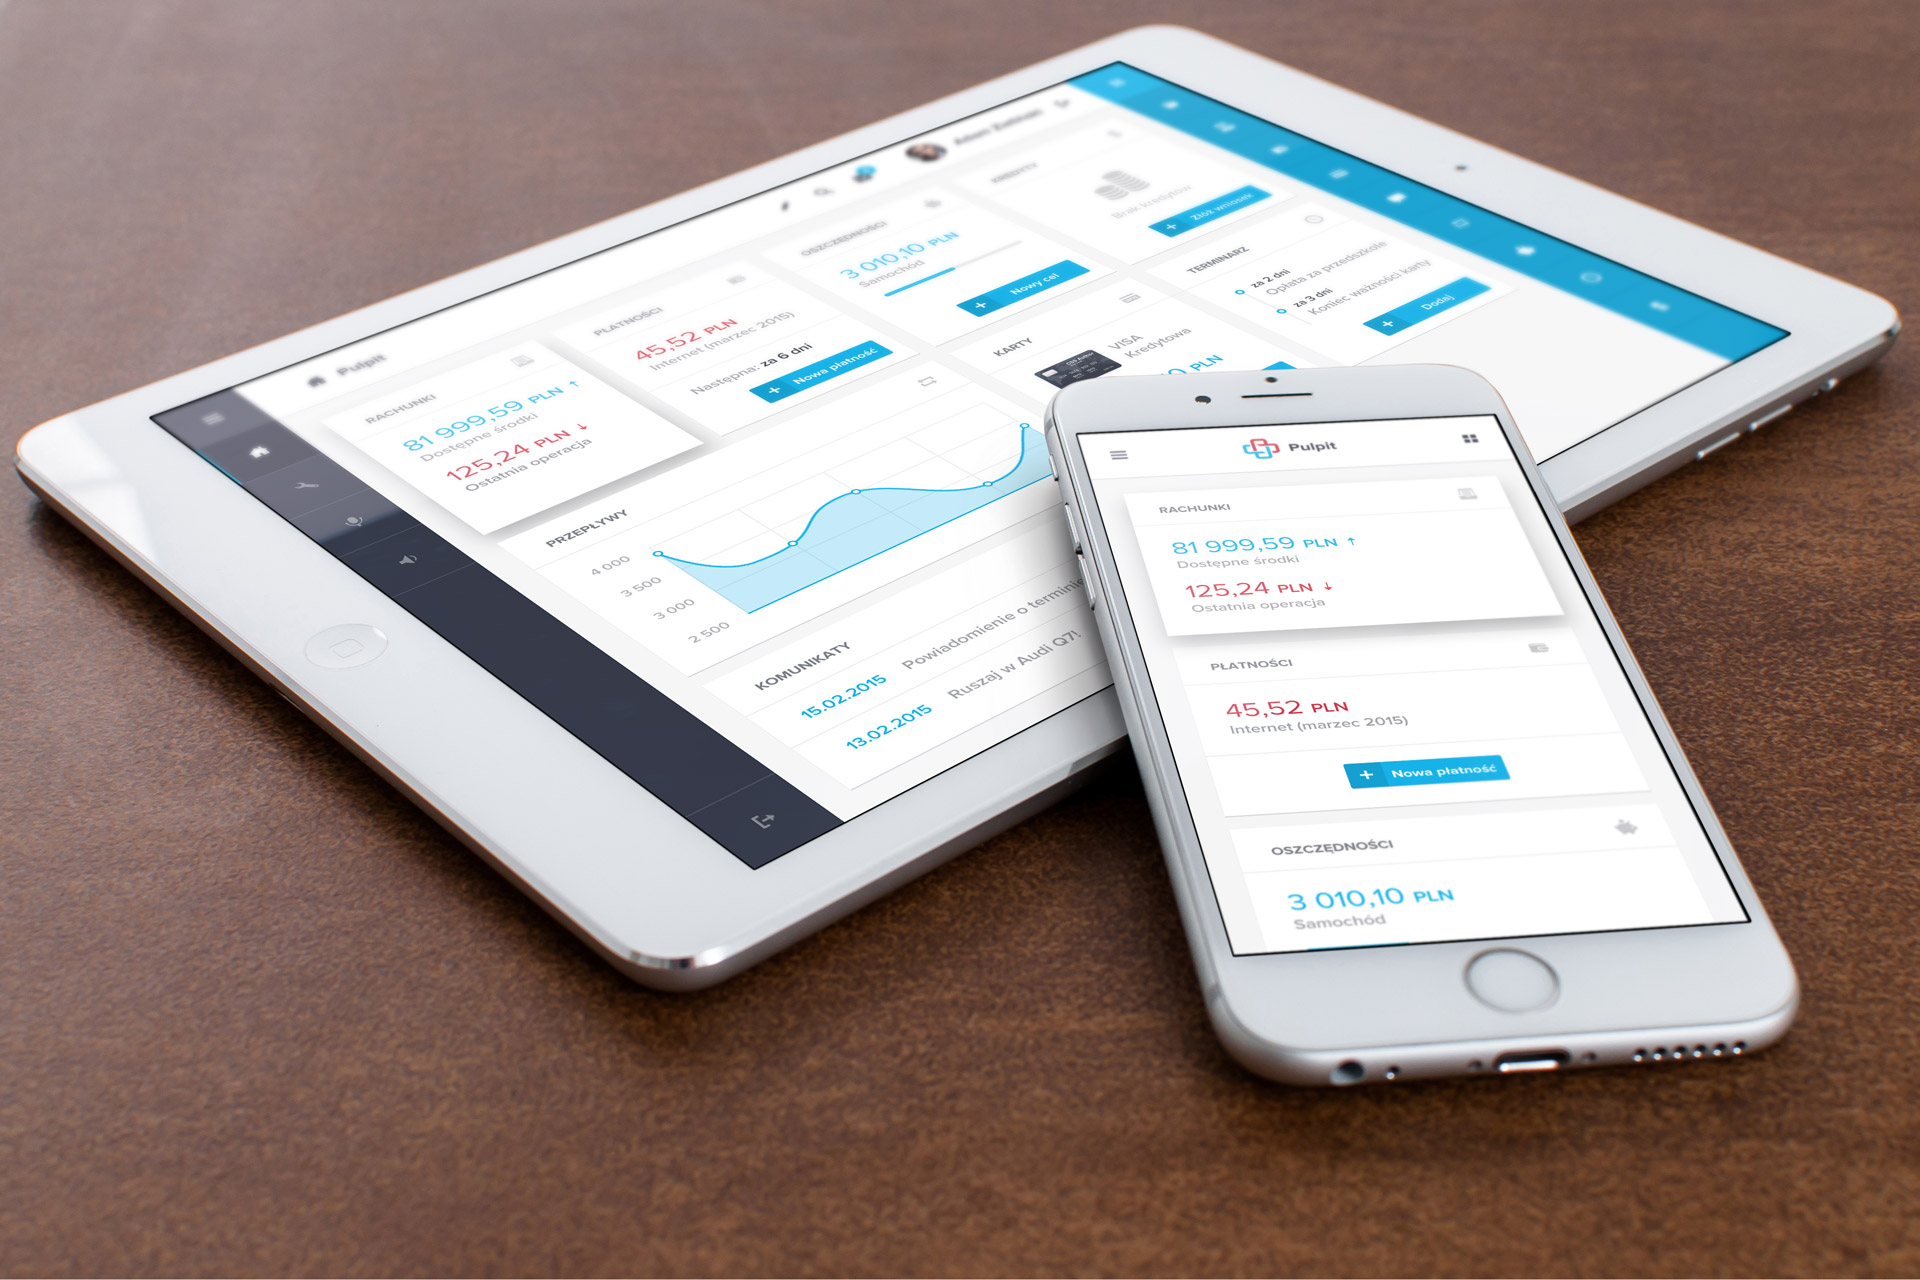 Pulpit
RACHUNKI
81 999,59 PLN ↑
Dostępne środki
125,24 PLN ↓
Ostatnia operacja
PŁATNOŚCI
45,52 PLN
Internet (marzec 2015)
Następna: za 6 dni
+ Nowa płatność
OSZCZĘDNOŚCI
3 010,10 PLN
Samochód
+ Nowy cel
KREDYTY
Brak kredytów
+ Złóż wniosek
PRZEPŁYWY
4 000
3 500
3 000
2 500
KARTY
VISA
Kredytowa
0 PLN
TERMINARZ
za 2 dni
Opłata za przedszkole
za 3 dni
Koniec ważności karty
+ Dodaj
KOMUNIKATY
15.02.2015 Powiadomienie o terminie
13.02.2015 Ruszaj w Audi Q7!
Pulpit
RACHUNKI
81 999,59 PLN ↑
Dostępne środki
125,24 PLN ↓
Ostatnia operacja
PŁATNOŚCI
45,52 PLN
Internet (marzec 2015)
+ Nowa płatność
OSZCZĘDNOŚCI
3 010,10 PLN
Samochód